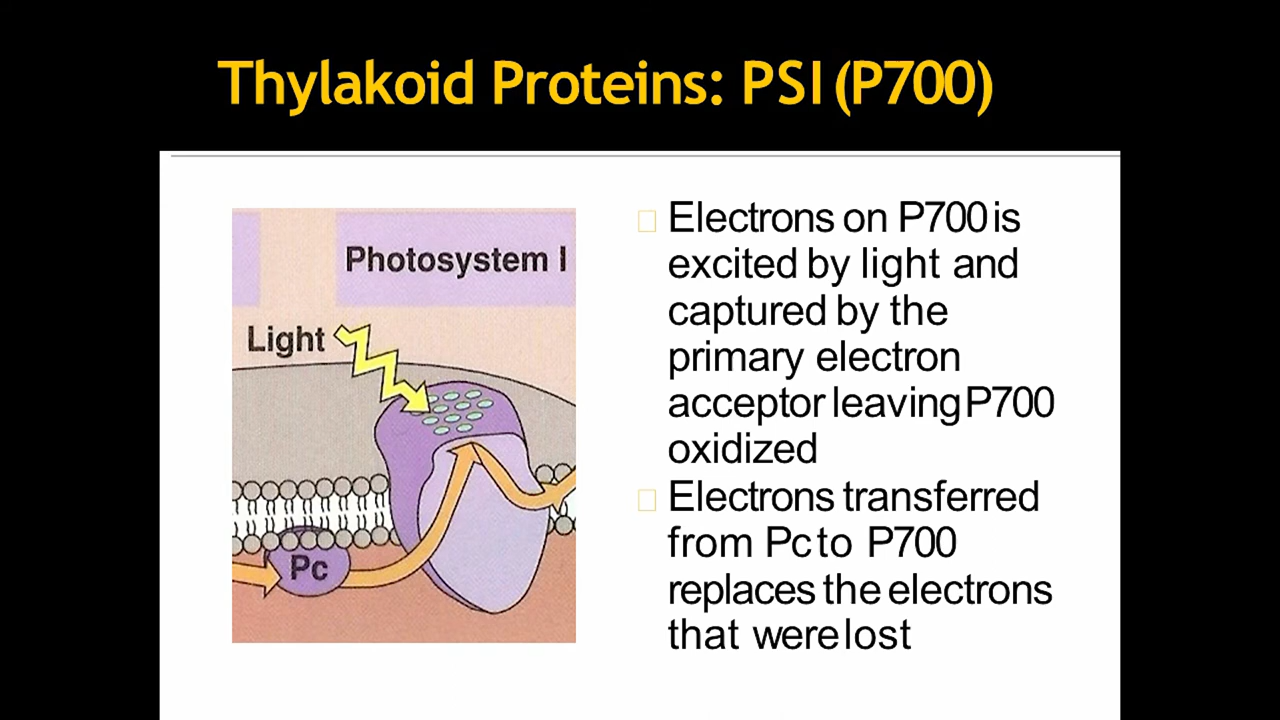 Thylakoid Proteins: PSI (P700)
Photosystem I
Light
Pc
Electrons on P700 is
excited by light and
captured by the
primary electron
acceptor leaving P700
oxidized
Electrons transferred
from Pc to P700
replaces the electrons
that were lost